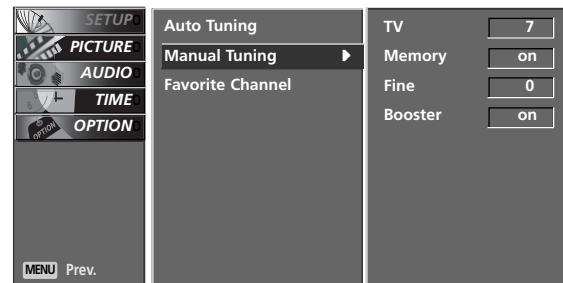 SETUP
PICTURE
AUDIO
TIME
OPTION
MENU Prev.
Auto Tuning
Manual Tuning
Favorite Channel
TV 7
Memory on
Fine 0
Booster on